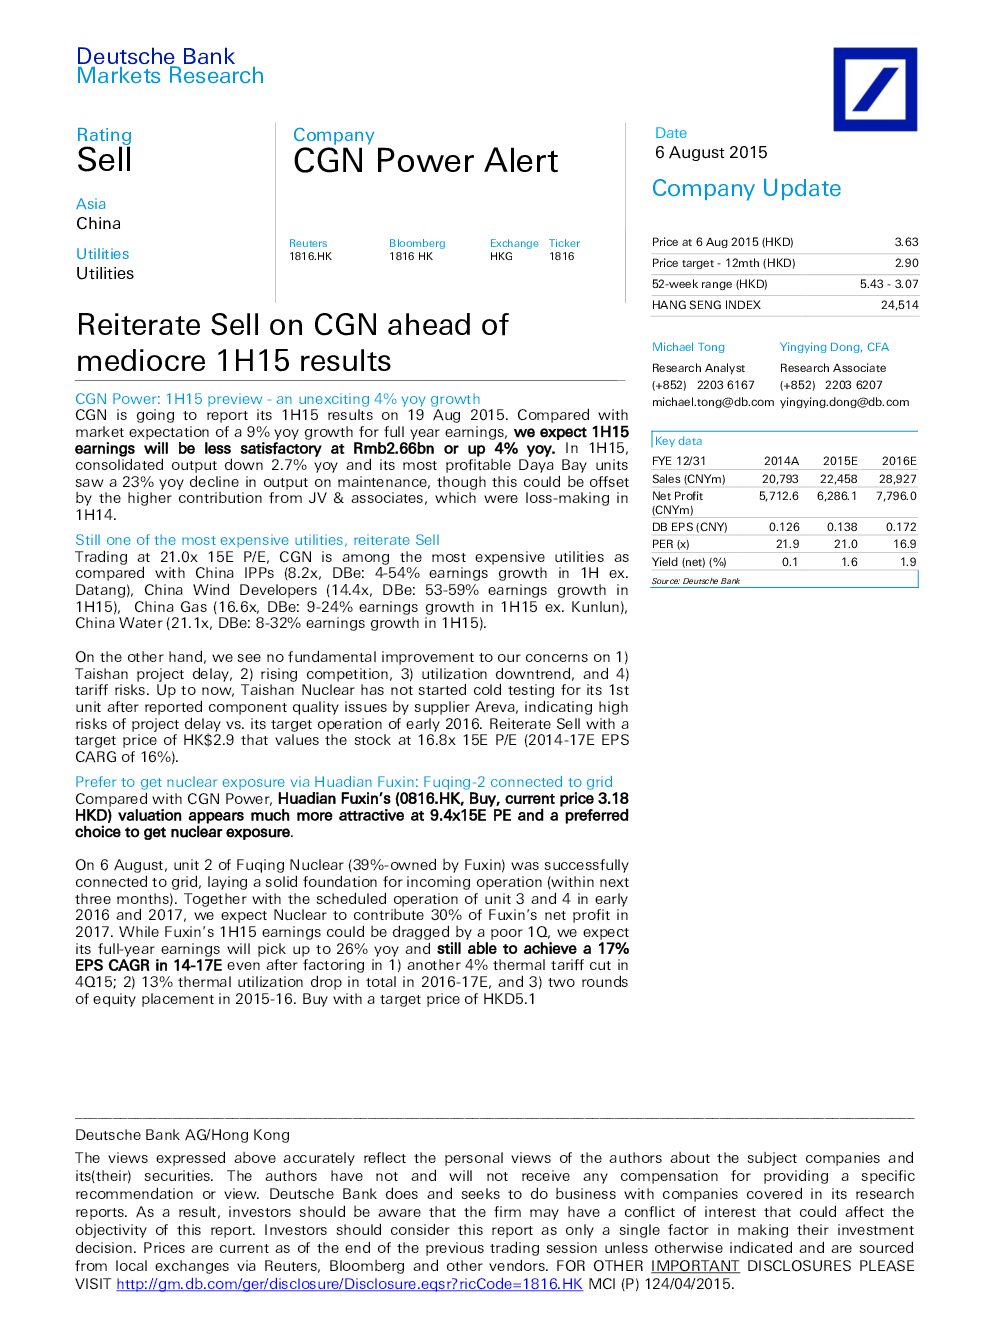 Deutsche Bank
Markets Research
Rating
Sell
Asia
China
Utilities
Utilities
Company
CGN Power Alert
Reuters Bloomberg Exchange Ticker
1816.HK 1816 HK HKG 1816
Date
6 August 2015
Company Update
Price at 6 Aug 2015 (HKD) 3.63
Price target - 12mth (HKD) 2.90
52-week range (HKD) 5.43 - 3.07
HANG SENG INDEX 24,514
Michael Tong Yingying Dong, CFA
Research Analyst Research Associate
(+852) 2203 6167 (+852) 2203 6207
michael.tong@db.com yingying.dong@db.com
Key data
FYE 12/31 2014A 2015E 2016E
Sales (CNYm) 20,793 22,458 28,927
Net Profit 5,712.6 6,286.1 7,796.0
(CNYm)
DB EPS (CNY) 0.126 0.138 0.172
PER (x) 21.9 21.0 16.9
Yield (net) (%) 0.1 1.6 1.9
Source: Deutsche Bank
Reiterate Sell on CGN ahead of
mediocre 1H15 results
CGN Power: 1H15 preview - an unexciting 4% yoy growth
CGN is going to report its 1H15 results on 19 Aug 2015. Compared with
market expectation of a 9% yoy growth for full year earnings, we expect 1H15
earnings will be less satisfactory at Rmb2.66bn or up 4% yoy. In 1H15,
consolidated output down 2.7% yoy and its most profitable Daya Bay units
saw a 23% yoy decline in output on maintenance, though this could be offset
by the higher contribution from JV & associates, which were loss-making in
1H14.
Still one of the most expensive utilities, reiterate Sell
Trading at 21.0x 15E P/E, CGN is among the most expensive utilities as
compared with China IPPs (8.2x, DBe: 4-54% earnings growth in 1H ex.
Datang), China Wind Developers (14.4x, DBe: 53-59% earnings growth in
1H15), China Gas (16.6x, DBe: 9-24% earnings growth in 1H15 ex. Kunlun),
China Water (21.1x, DBe: 8-32% earnings growth in 1H15).
On the other hand, we see no fundamental improvement to our concerns on 1)
Taishan project delay, 2) rising competition, 3) utilization downtrend, and 4)
tariff risks. Up to now, Taishan Nuclear has not started cold testing for its 1st
unit after reported component quality issues by supplier Areva, indicating high
risks of project delay vs. its target operation of early 2016. Reiterate Sell with a
target price of HK$2.9 that values the stock at 16.8x 15E P/E (2014-17E EPS
CARG of 16%).
Prefer to get nuclear exposure via Huadian Fuxin: Fuqing-2 connected to grid
Compared with CGN Power, Huadian Fuxin's (0816.HK, Buy, current price 3.18
HKD) valuation appears much more attractive at 9.4x15E PE and a preferred
choice to get nuclear exposure.
On 6 August, unit 2 of Fuqing Nuclear (39%-owned by Fuxin) was successfully
connected to grid, laying a solid foundation for incoming operation (within next
three months). Together with the scheduled operation of unit 3 and 4 in early
2016 and 2017, we expect Nuclear to contribute 30% of Fuxin's net profit in
2017. While Fuxin's 1H15 earnings could be dragged by a poor 1Q, we expect
its full-year earnings will pick up to 26% yoy and still able to achieve a 17%
EPS CAGR in 14-17E even after factoring in 1) another 4% thermal tariff cut in
4Q15; 2) 13% thermal utilization drop in total in 2016-17E, and 3) two rounds
of equity placement in 2015-16. Buy with a target price of HKD5.1
Deutsche Bank AG/Hong Kong
The views expressed above accurately reflect the personal views of the authors about the subject companies and
its(their) securities. The authors have not and will not receive any compensation for providing a specific
recommendation or view. Deutsche Bank does and seeks to do business with companies covered in its research
reports. As a result, investors should be aware that the firm may have a conflict of interest that could affect the
objectivity of this report. Investors should consider this report as only a single factor in making their investment
decision. Prices are current as of the end of the previous trading session unless otherwise indicated and are sourced
from local exchanges via Reuters, Bloomberg and other vendors. FOR OTHER IMPORTANT DISCLOSURES PLEASE
VISIT http://gm.db.com/ger/disclosure/Disclosure.eqsr?ricCode=1816.HK MCI (P) 124/04/2015.